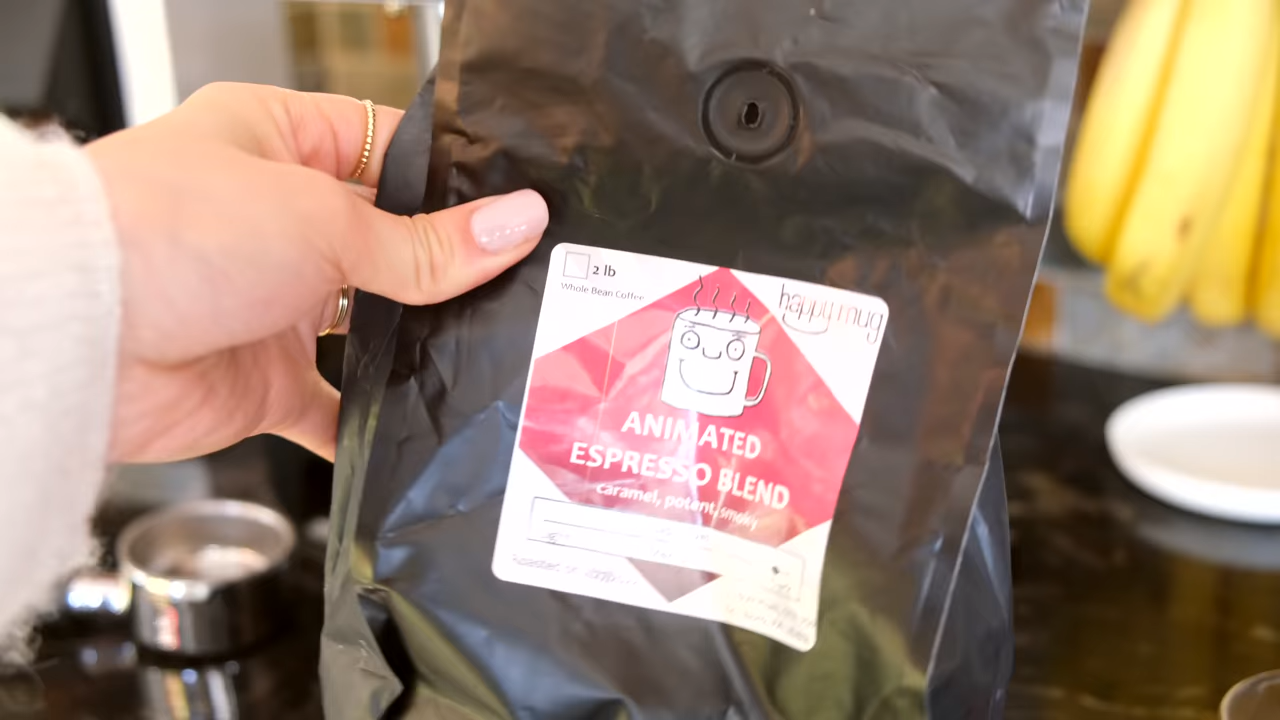 2 lb
Whole Bean Coffee
happy mug
ANIMATED
ESPRESSO BLEND
caramel, potent, smoky